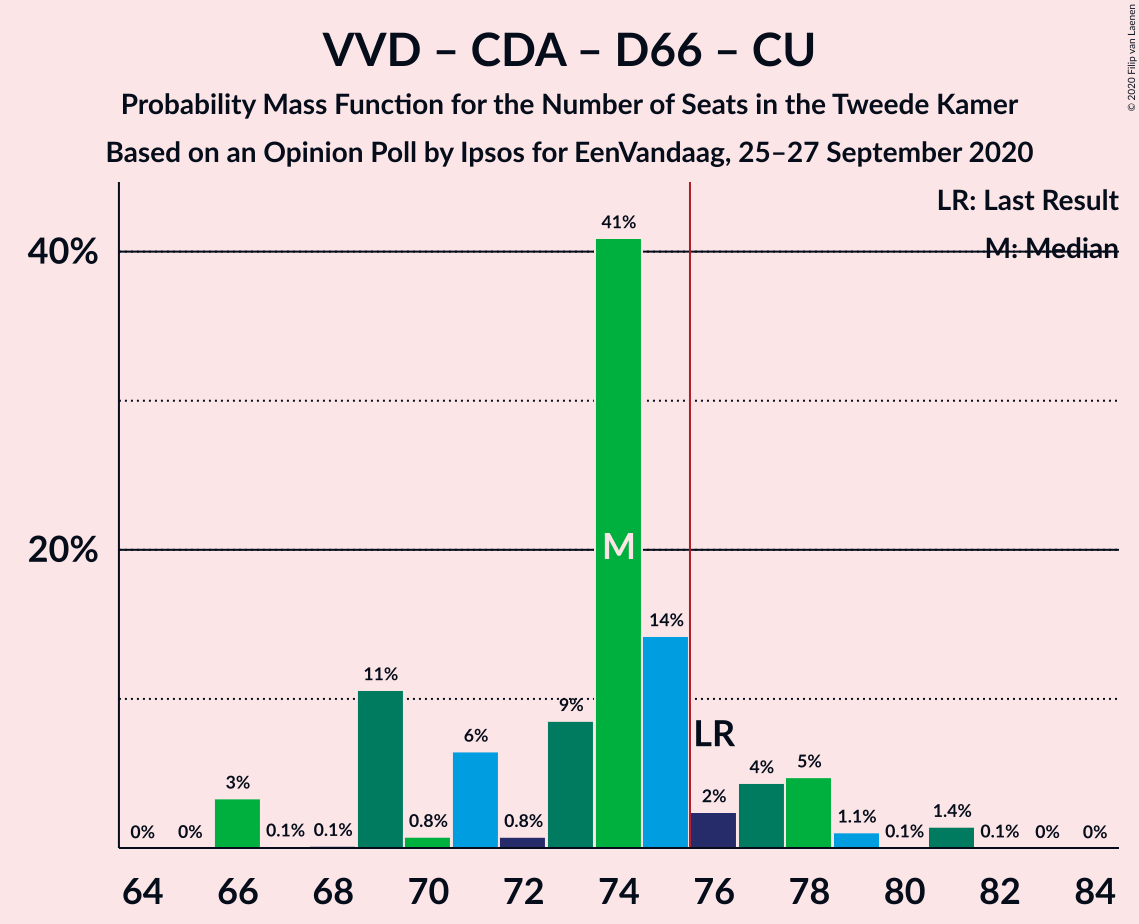 VVD – CDA – D66 – CU
Probability Mass Function for the Number of Seats in the Tweede Kamer
Based on an Opinion Poll by Ipsos for EenVandaag, 25–27 September 2020
© 2020 Filip van Laenen
LR: Last Result
M: Median
40%
20%
0%
0%
3%
0.1%
0.1%
11%
0.8%
6%
0.8%
9%
41%
M
14%
LR
2%
4%
5%
1.1%
0.1%
1.4%
0.1%
0%
0%
64 66 68 70 72 74 76 78 80 82 84